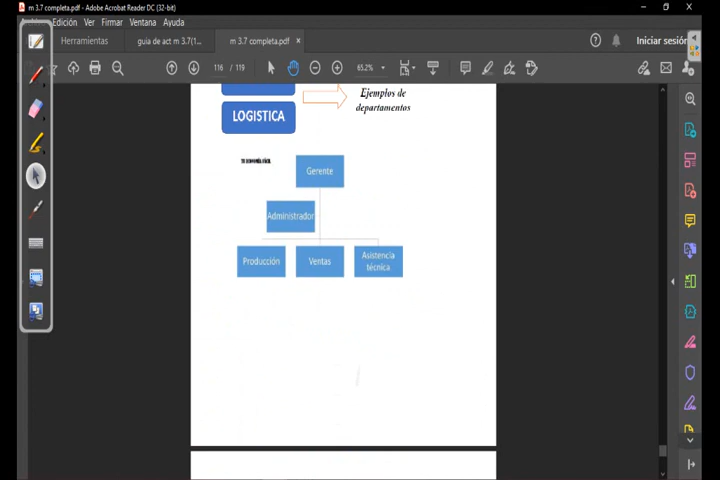 m 3.7 completa.pdf - Adobe Acrobat Reader DC (32-bit)
Edición Ver Firmar Ventana Ayuda
Herramientas guia de act m 3.7(1... m 3.7 completa.pdf × Iniciar sesión
116 / 119 65.2%
Ejemplos de
departamentos
LOGISTICA
Gerente
Administrador
Producción Ventas Asistencia
técnica